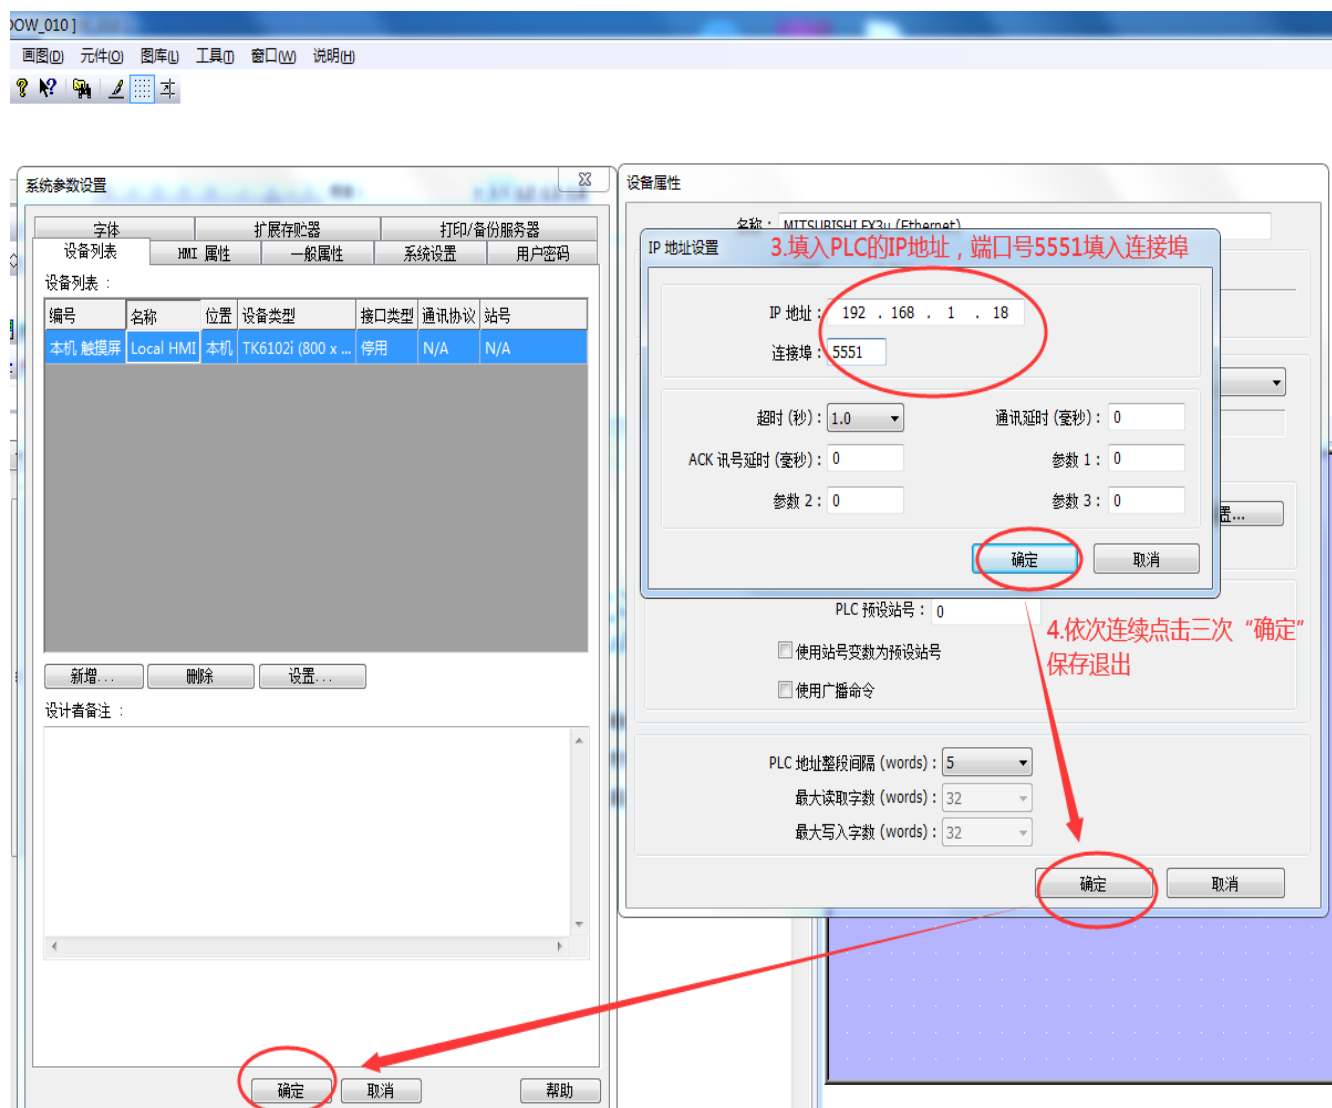 OW_010 ]
画图(D) 元件(O) 图库(L) 工具(T) 窗口(W) 说明(H)
系统参数设置
字体 扩展存贮器 打印/备份服务器
设备列表 HMI 属性 一般属性 系统设置 用户密码
设备列表 :
编号 名称 位置 设备类型 接口类型 通讯协议 站号
本机 触摸屏 Local HMI 本机 TK6102i (800 x ... 停用 N/A N/A
新增... 删除 设置...
设计者备注 :
确定 取消 帮助
设备属性
名称 : MITSUBISHI FX3u (Ethernet)
IP 地址设置
3.填入PLC的IP地址，端口号5551填入连接埠
IP 地址 : 192 . 168 . 1 . 18
连接埠 : 5551
超时 (秒) : 1.0 通讯延时 (毫秒) : 0
ACK 讯号延时 (毫秒) : 0 参数 1 : 0
参数 2 : 0 参数 3 : 0
置...
确定 取消
PLC 预设站号 : 0
4.依次连续点击三次“确定”
保存退出
使用站号变数为预设站号
使用广播命令
PLC 地址整段间隔 (words) : 5
最大读取字数 (words) : 32
最大写入字数 (words) : 32
确定 取消